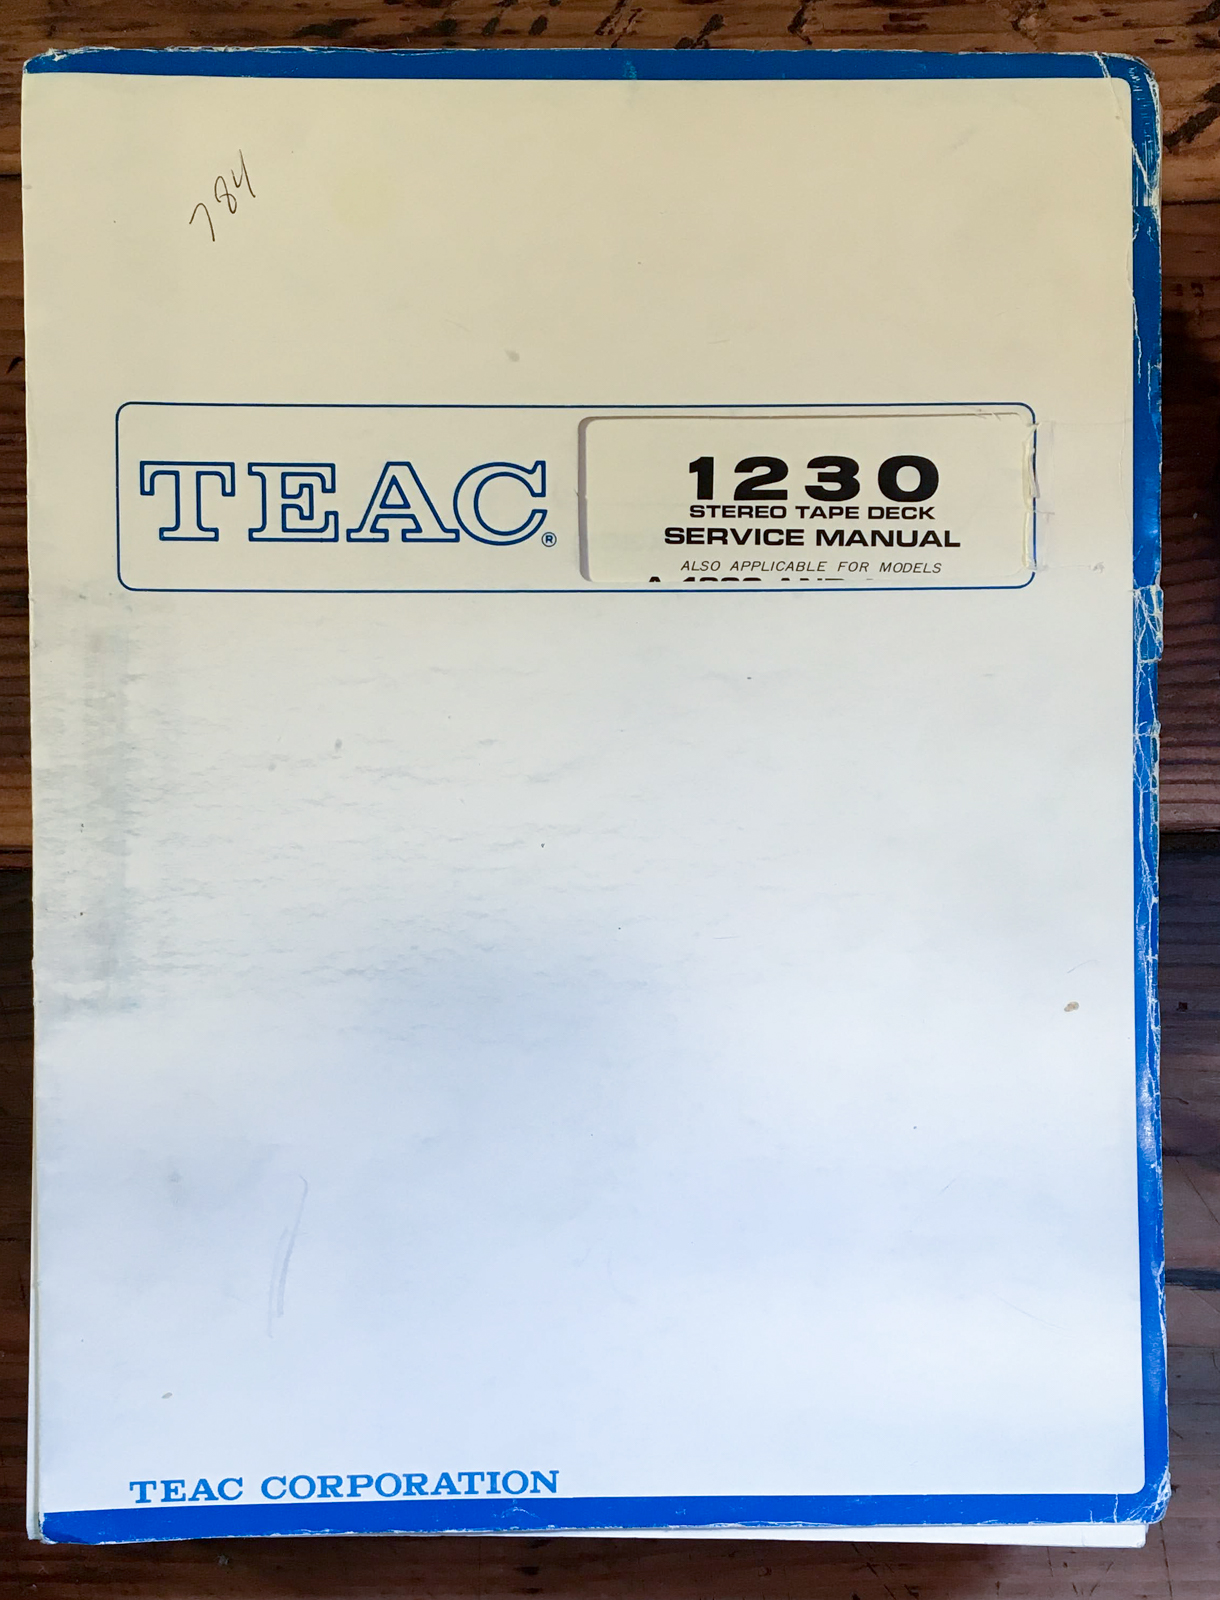 784
TEAC®
1230
STEREO TAPE DECK
SERVICE MANUAL
ALSO APPLICABLE FOR MODELS
TEAC CORPORATION